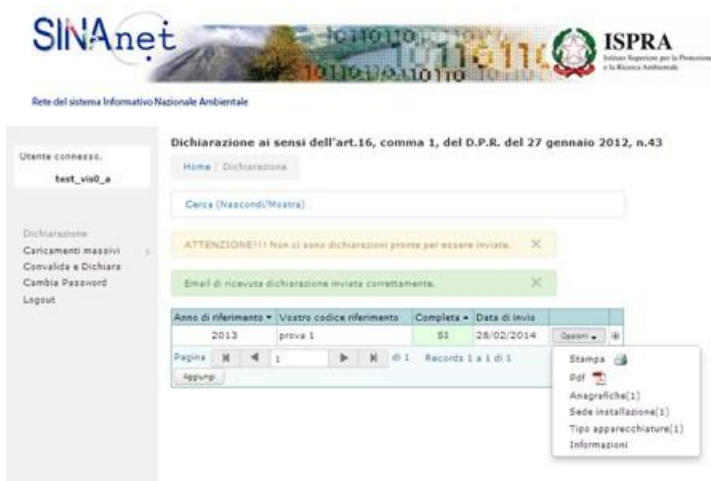 SINAnet
ISPRA
Istituto Superiore per la Protezione
e la Ricerca Ambientale
Rete del sistema Informativo Nazionale Ambientale
Utente connesso.
test_vis0_a
Dichiarazione
Caricamenti massivi
Convalida e Dichiara
Cambia Password
Logout
Dichiarazione ai sensi dell'art.16, comma 1, del D.P.R. del 27 gennaio 2012, n.43
Home / Dichiarazione
Cerca (Nascondi/Mostra)
ATTENZIONE!!! Non ci sono dichiarazioni pronte per essere inviate.
Email di ricevuta dichiarazione inviata correttamente.
Anno di riferimento Vostro codice riferimento Completa Data di invio
2013 prova 1 SI 28/02/2014 Opzioni
Pagina 1 di 1 Records 1 a 1 di 1
Aggiungi
Stampa
Pdf
Anagrafiche(1)
Sede installazione(1)
Tipo apparecchiature(1)
Informazioni